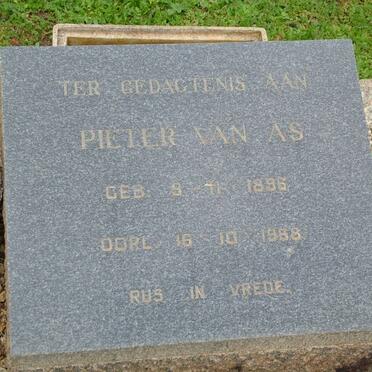 TER GEDAGTENIS AAN
PIETER VAN AS
GEB. 9-11-1896
OORL. 16-10-1988
RUS IN VREDE.